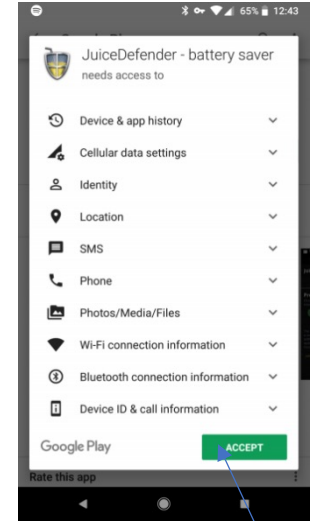 65% 12:43
JuiceDefender - battery saver
needs access to
Device & app history
Cellular data settings
Identity
Location
SMS
Phone
Photos/Media/Files
Wi-Fi connection information
Bluetooth connection information
Device ID & call information
Google Play
ACCEPT
Rate this app